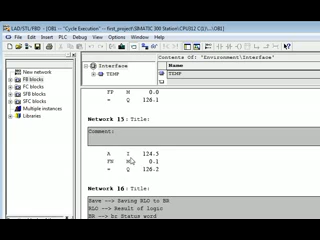 LAD/STL/FBD - [OB1 -- "Cycle Execution" -- first_project\SIMATIC 300 Station\CPU312 C(1)\...\OB1]
File Edit Insert PLC Debug View Options Window Help
New network
FB blocks
FC blocks
SFB blocks
SFC blocks
Multiple instances
Libraries
Interface
TEMP
Contents Of: 'Environment\Interface'
Name
TEMP
FP M 0.0
= Q 126.1
Network 15: Title:
Comment:
A I 124.5
FN M 0.1
= Q 126.2
Network 16: Title:
Save --> Saving RLO to BR
RLO --> Result of logic
BR --> br Status word